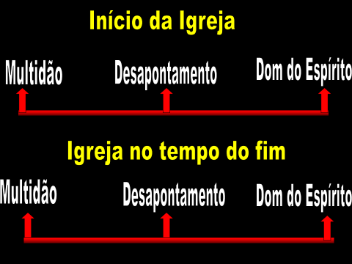 Início da Igreja
Multidão Desapontamento Dom do Espírito
Igreja no tempo do fim
Multidão Desapontamento Dom do Espírito